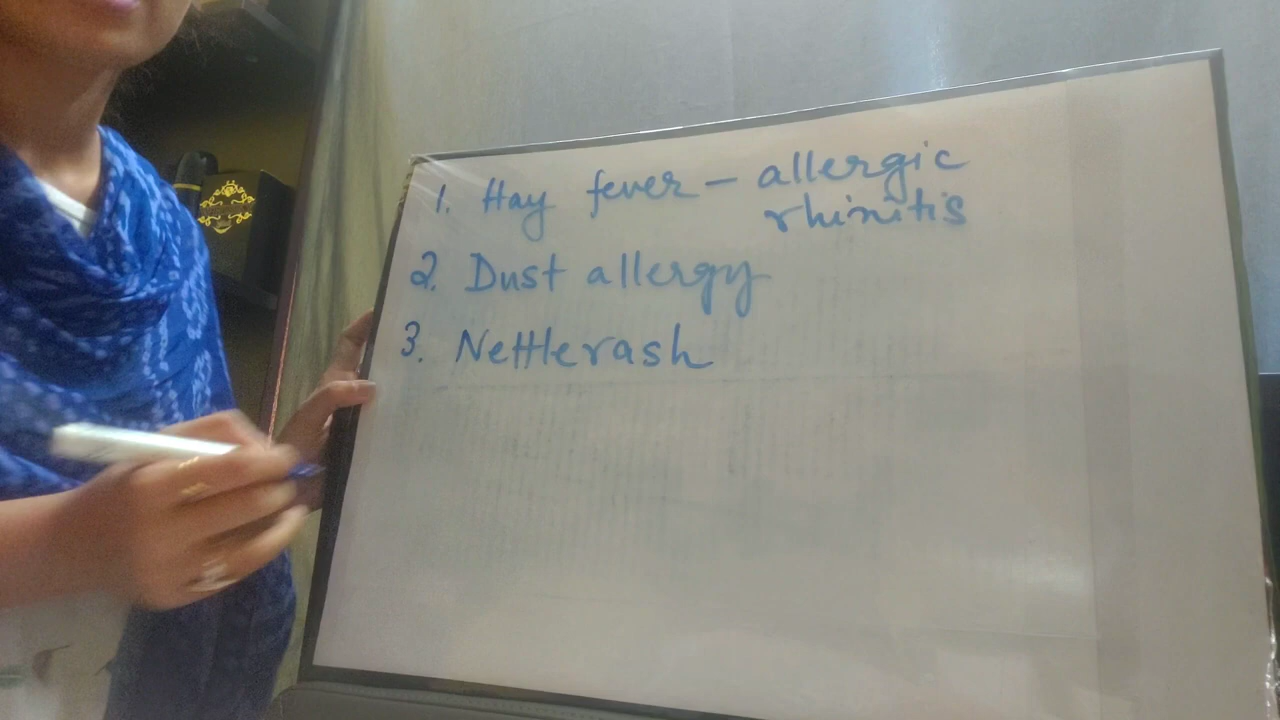 1. Hay fever - allergic
rhinitis
2. Dust allergy
3. Nettlerash